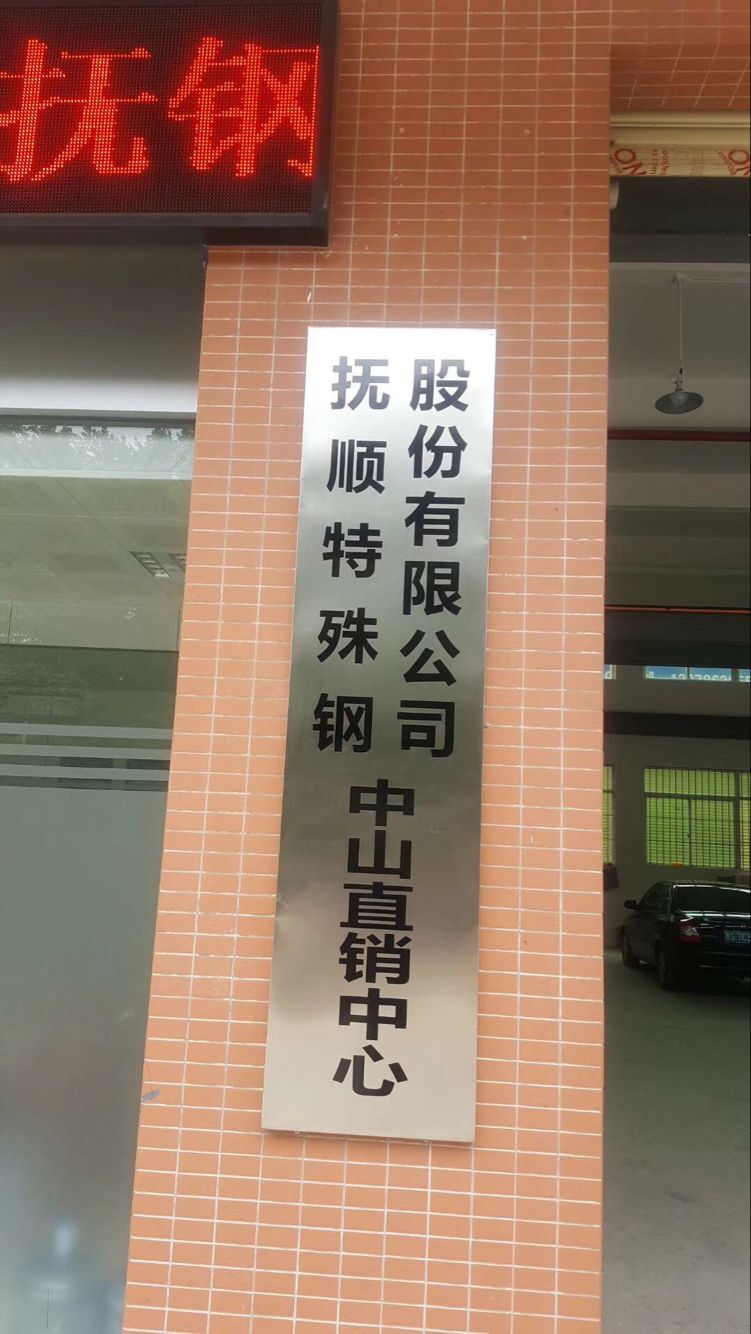 抚钢
抚顺特殊钢
股份有限公司
中山直销中心